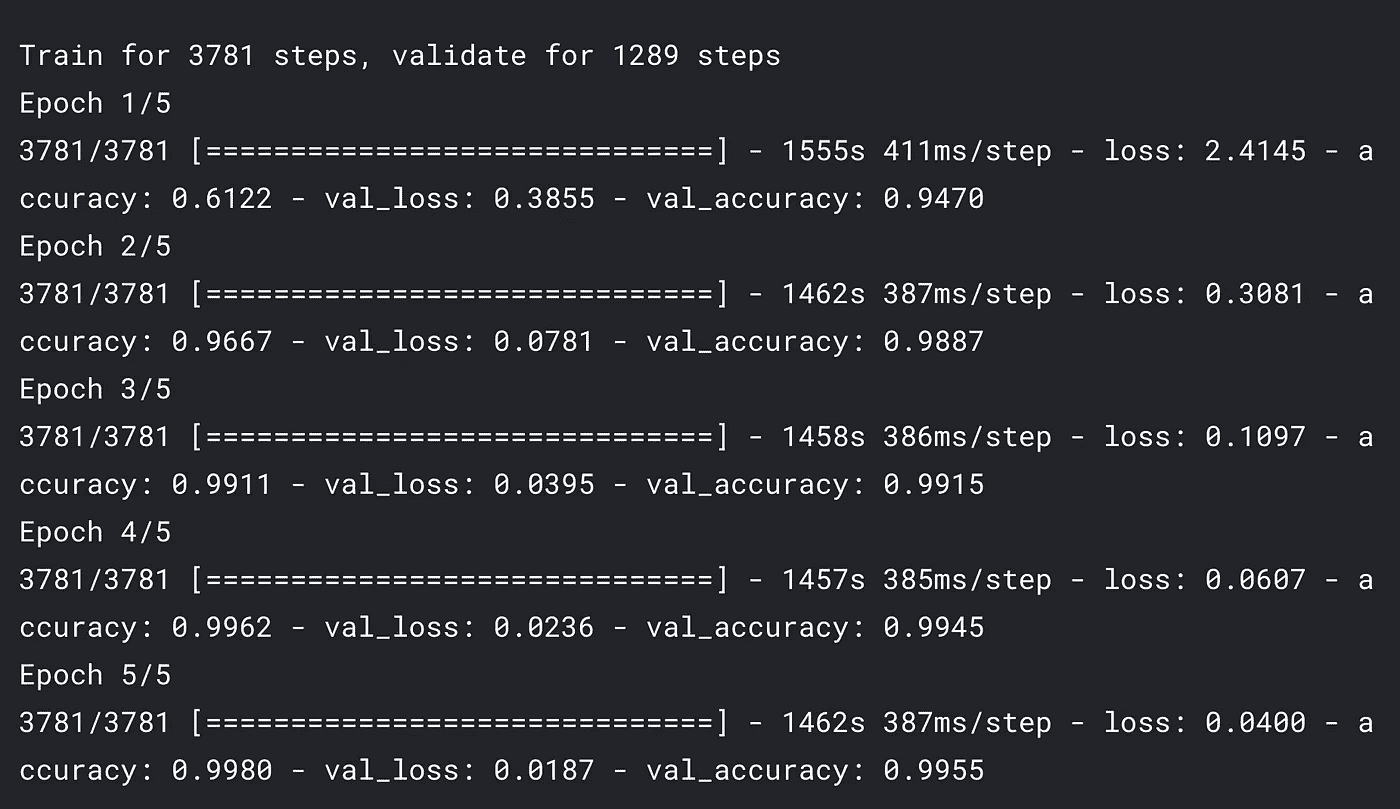 Train for 3781 steps, validate for 1289 steps
Epoch 1/5
3781/3781 [==============================] - 1555s 411ms/step - loss: 2.4145 - a
ccuracy: 0.6122 - val_loss: 0.3855 - val_accuracy: 0.9470
Epoch 2/5
3781/3781 [==============================] - 1462s 387ms/step - loss: 0.3081 - a
ccuracy: 0.9667 - val_loss: 0.0781 - val_accuracy: 0.9887
Epoch 3/5
3781/3781 [==============================] - 1458s 386ms/step - loss: 0.1097 - a
ccuracy: 0.9911 - val_loss: 0.0395 - val_accuracy: 0.9915
Epoch 4/5
3781/3781 [==============================] - 1457s 385ms/step - loss: 0.0607 - a
ccuracy: 0.9962 - val_loss: 0.0236 - val_accuracy: 0.9945
Epoch 5/5
3781/3781 [==============================] - 1462s 387ms/step - loss: 0.0400 - a
ccuracy: 0.9980 - val_loss: 0.0187 - val_accuracy: 0.9955